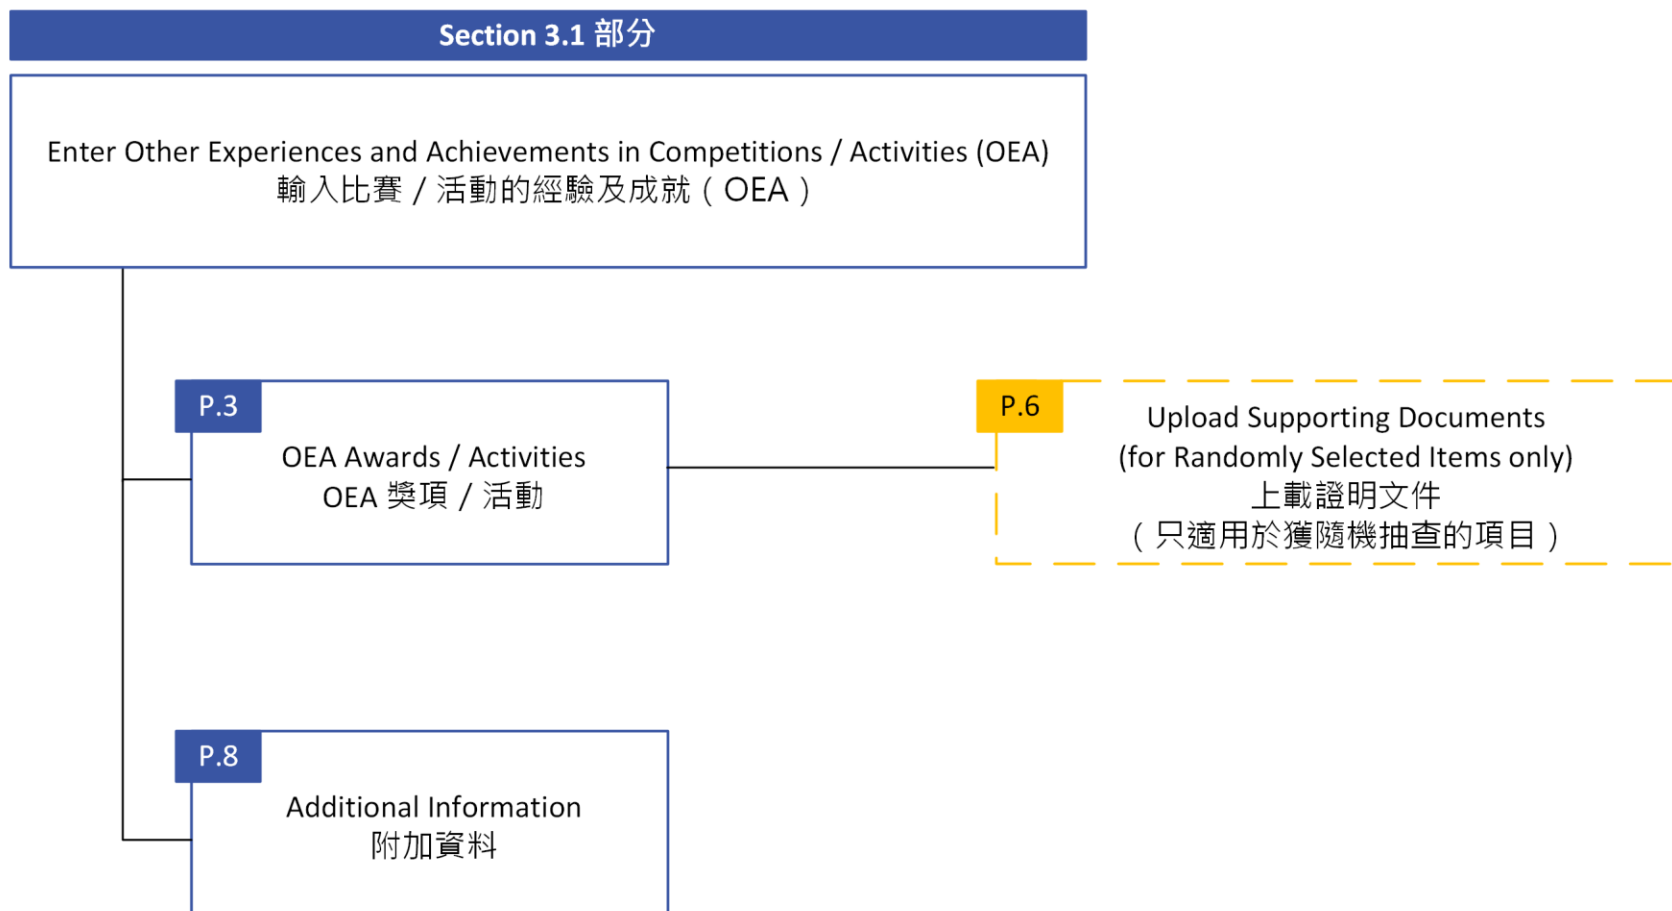 Section 3.1 部分
Enter Other Experiences and Achievements in Competitions / Activities (OEA)
輸入比賽 / 活動的經驗及成就（OEA）
P.3
OEA Awards / Activities
OEA 獎項 / 活動
P.6
Upload Supporting Documents
(for Randomly Selected Items only)
上載證明文件
（只適用於獲隨機抽查的項目）
P.8
Additional Information
附加資料